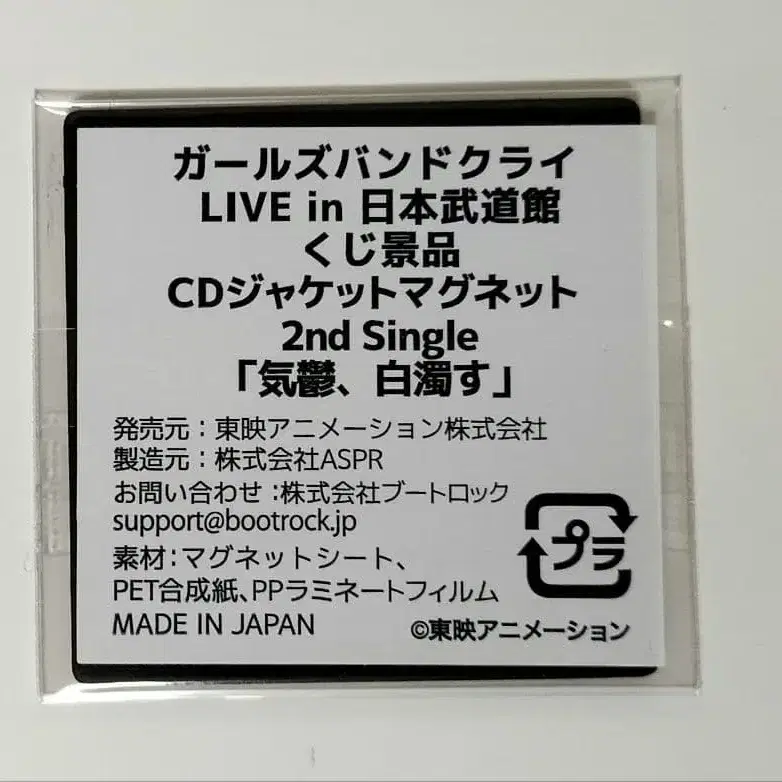 ガールズバンドクライ
LIVE in 日本武道館
くじ景品
CDジャケットマグネット
2nd Single
「気鬱、白濁す」
発売元：東映アニメーション株式会社
製造元：株式会社ASPR
お問い合わせ：株式会社ブートロック
support@bootrock.jp
素材：マグネットシート、
PET合成紙、PPラミネートフィルム
MADE IN JAPAN
プラ
©東映アニメーション